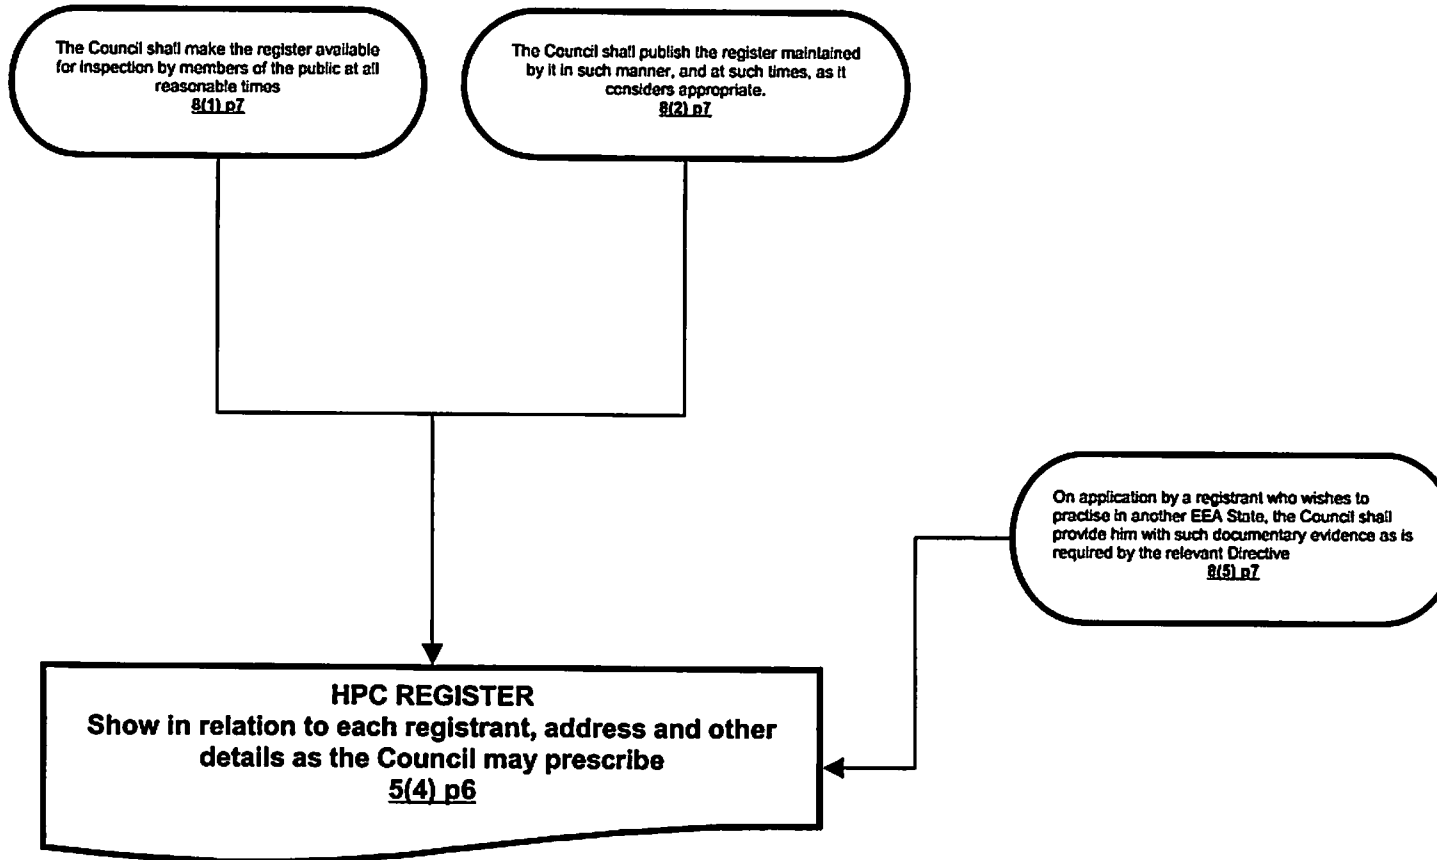 The Council shall make the register available
for inspection by members of the public at all
reasonable times
8(1) p7
The Council shall publish the register maintained
by it in such manner, and at such times, as it
considers appropriate.
8(2) p7
On application by a registrant who wishes to
practise in another EEA State, the Council shall
provide him with such documentary evidence as is
required by the relevant Directive
8(5) p7
HPC REGISTER
Show in relation to each registrant, address and other
details as the Council may prescribe
5(4) p6